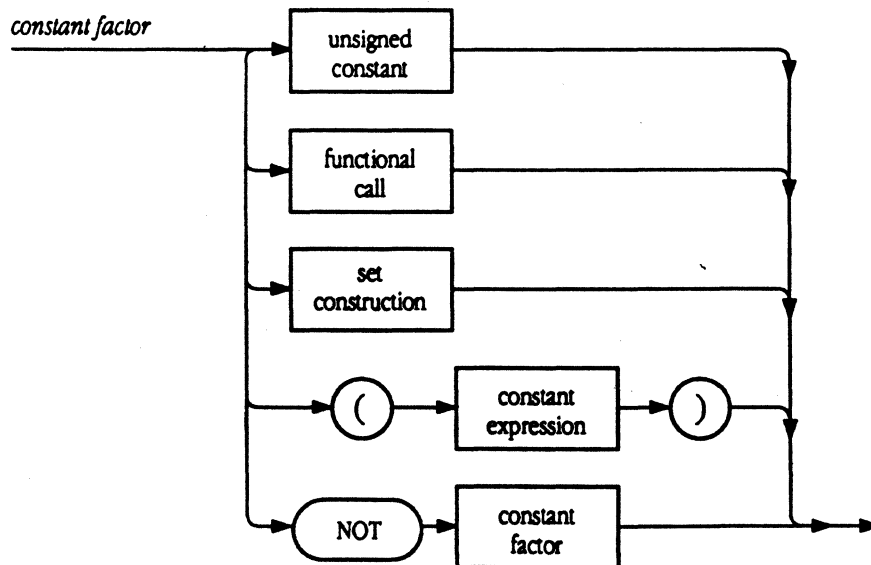 constant factor
unsigned
constant
functional
call
set
construction
(
constant
expression
)
NOT
constant
factor